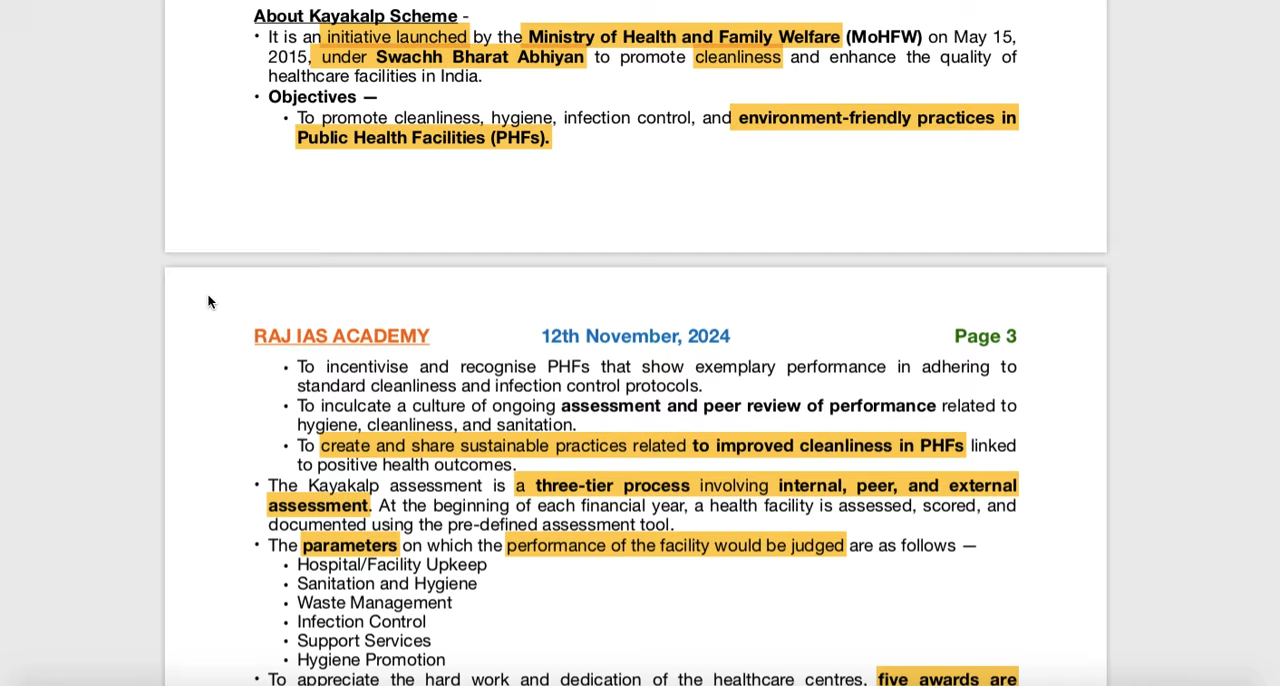 About Kayakalp Scheme -
• It is an initiative launched by the Ministry of Health and Family Welfare (MoHFW) on May 15,
2015, under Swachh Bharat Abhiyan to promote cleanliness and enhance the quality of
healthcare facilities in India.
• Objectives —
• To promote cleanliness, hygiene, infection control, and environment-friendly practices in
Public Health Facilities (PHFs).
RAJ IAS ACADEMY 12th November, 2024 Page 3
• To incentivise and recognise PHFs that show exemplary performance in adhering to
standard cleanliness and infection control protocols.
• To inculcate a culture of ongoing assessment and peer review of performance related to
hygiene, cleanliness, and sanitation.
• To create and share sustainable practices related to improved cleanliness in PHFs linked
to positive health outcomes.
• The Kayakalp assessment is a three-tier process involving internal, peer, and external
assessment. At the beginning of each financial year, a health facility is assessed, scored, and
documented using the pre-defined assessment tool.
• The parameters on which the performance of the facility would be judged are as follows —
• Hospital/Facility Upkeep
• Sanitation and Hygiene
• Waste Management
• Infection Control
• Support Services
• Hygiene Promotion
• To appreciate the hard work and dedication of the healthcare centres, five awards are